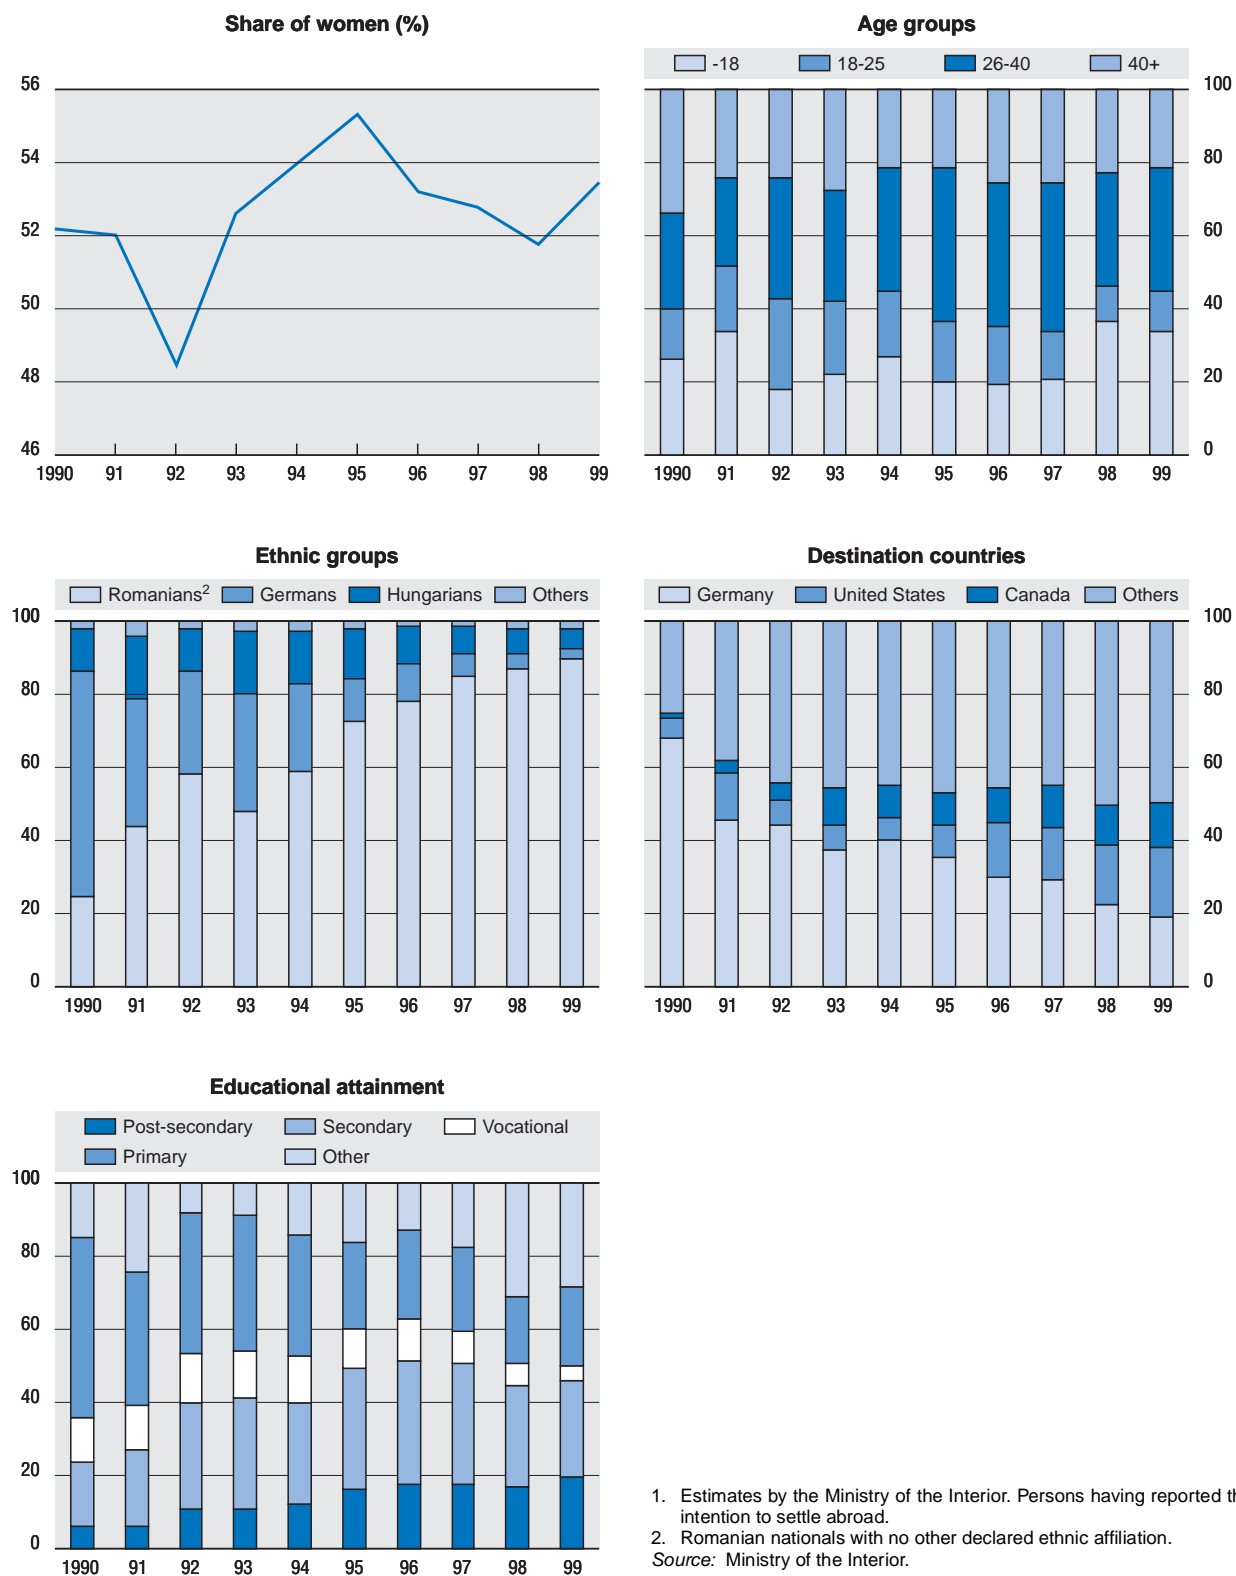 Share of women (%)
56
54
52
50
48
46
1990 91 92 93 94 95 96 97 98 99
Age groups
-18 18-25 26-40 40+
100
80
60
40
20
0
1990 91 92 93 94 95 96 97 98 99
Ethnic groups
Romanians2 Germans Hungarians Others
100
80
60
40
20
0
1990 91 92 93 94 95 96 97 98 99
Destination countries
Germany United States Canada Others
100
80
60
40
20
0
1990 91 92 93 94 95 96 97 98 99
Educational attainment
Post-secondary Secondary Vocational
Primary Other
100
80
60
40
20
0
1990 91 92 93 94 95 96 97 98 99
1. Estimates by the Ministry of the Interior. Persons having reported
intention to settle abroad.
2. Romanian nationals with no other declared ethnic affiliation.
Source: Ministry of the Interior.